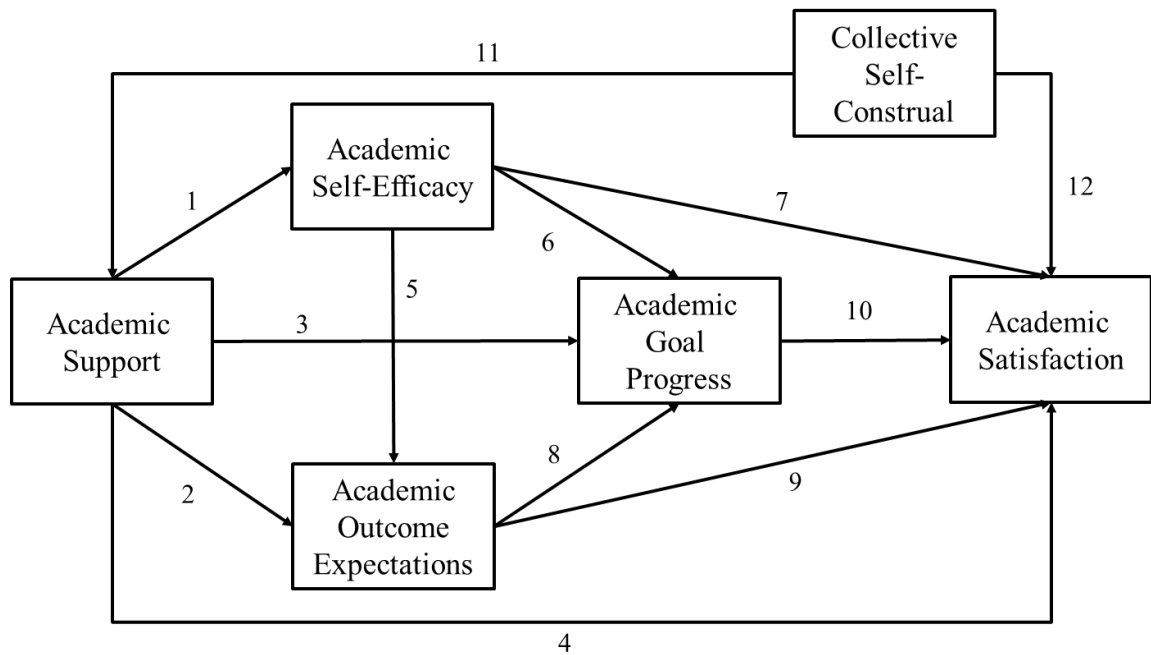 Collective
Self-
Construal
11
12
Academic
Self-Efficacy
1
7
6
5
Academic
Support
3
Academic
Goal
Progress
10
Academic
Satisfaction
2
8
9
Academic
Outcome
Expectations
4